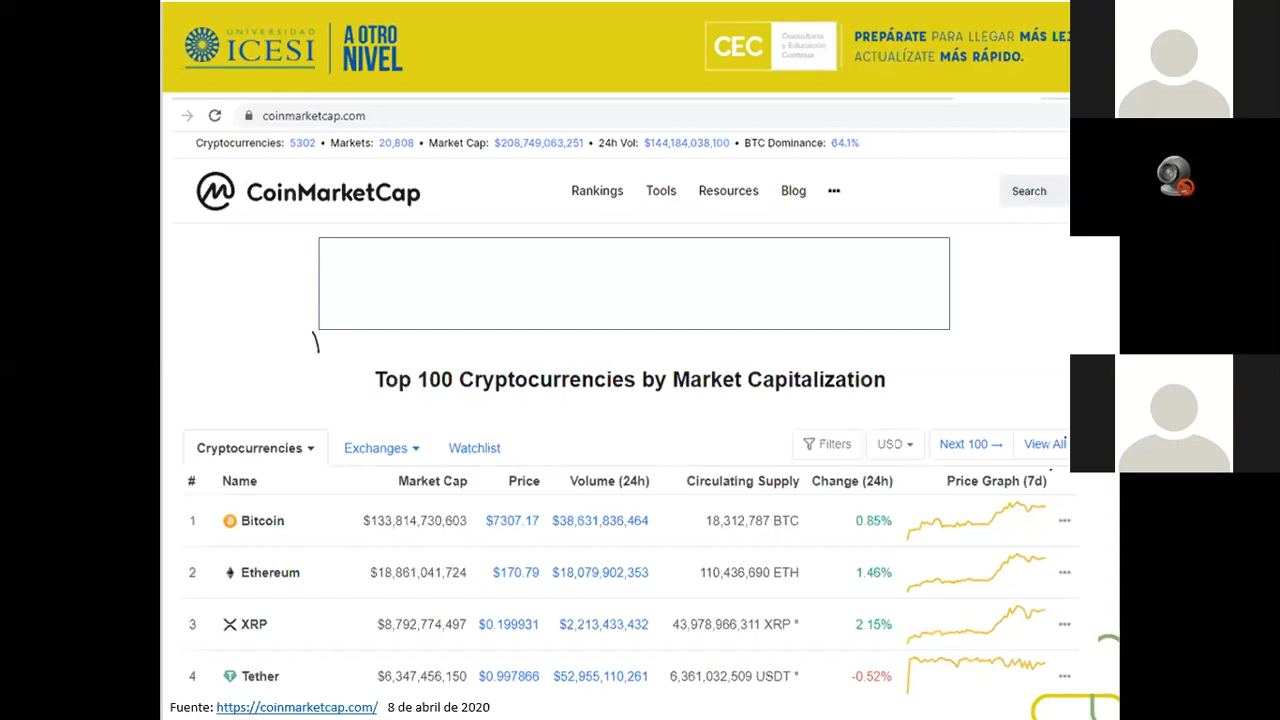 UNIVERSIDAD
ICESI
A OTRO
NIVEL
CEC
Consultoría
y Educación
Continua
PREPÁRATE PARA LLEGAR MÁS
ACTUALÍZATE MÁS RÁPIDO.
coinmarketcap.com
Cryptocurrencies: 5302 • Markets: 20,808 • Market Cap: $208,749,063,251 • 24h Vol: $144,184,038,100 • BTC Dominance: 64.1%
CoinMarketCap
Rankings Tools Resources Blog •••
Search
Top 100 Cryptocurrencies by Market Capitalization
Cryptocurrencies Exchanges Watchlist Filters USD Next 100 → View All
# Name Market Cap Price Volume (24h) Circulating Supply Change (24h) Price Graph (7d)
1 Bitcoin $133,814,730,603 $7307.17 $38,631,836,464 18,312,787 BTC 0.85%
2 Ethereum $18,861,041,724 $170.79 $18,079,902,353 110,436,690 ETH 1.46%
3 XRP $8,792,774,497 $0.199931 $2,213,433,432 43,978,966,311 XRP * 2.15%
4 Tether $6,347,456,150 $0.997866 $52,955,110,261 6,361,032,509 USDT * -0.52%
Fuente: https://coinmarketcap.com/ 8 de abril de 2020